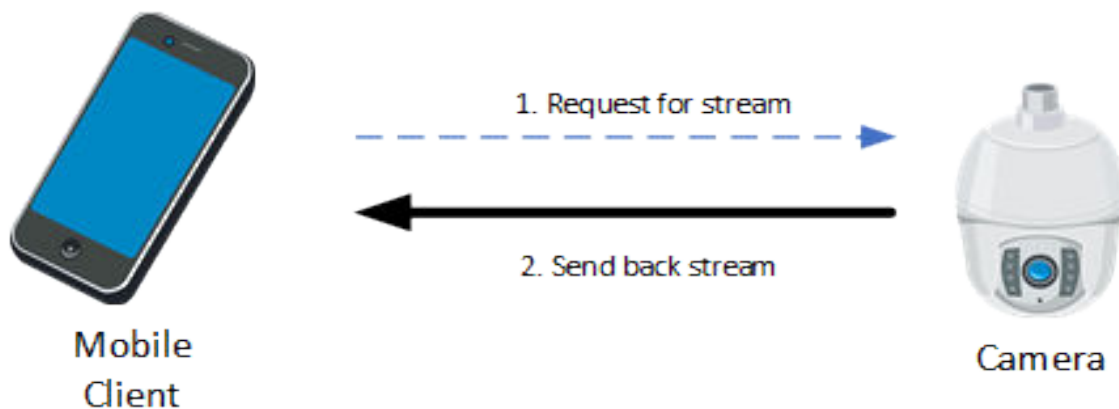 1. Request for stream
2. Send back stream
Mobile
Client
Camera